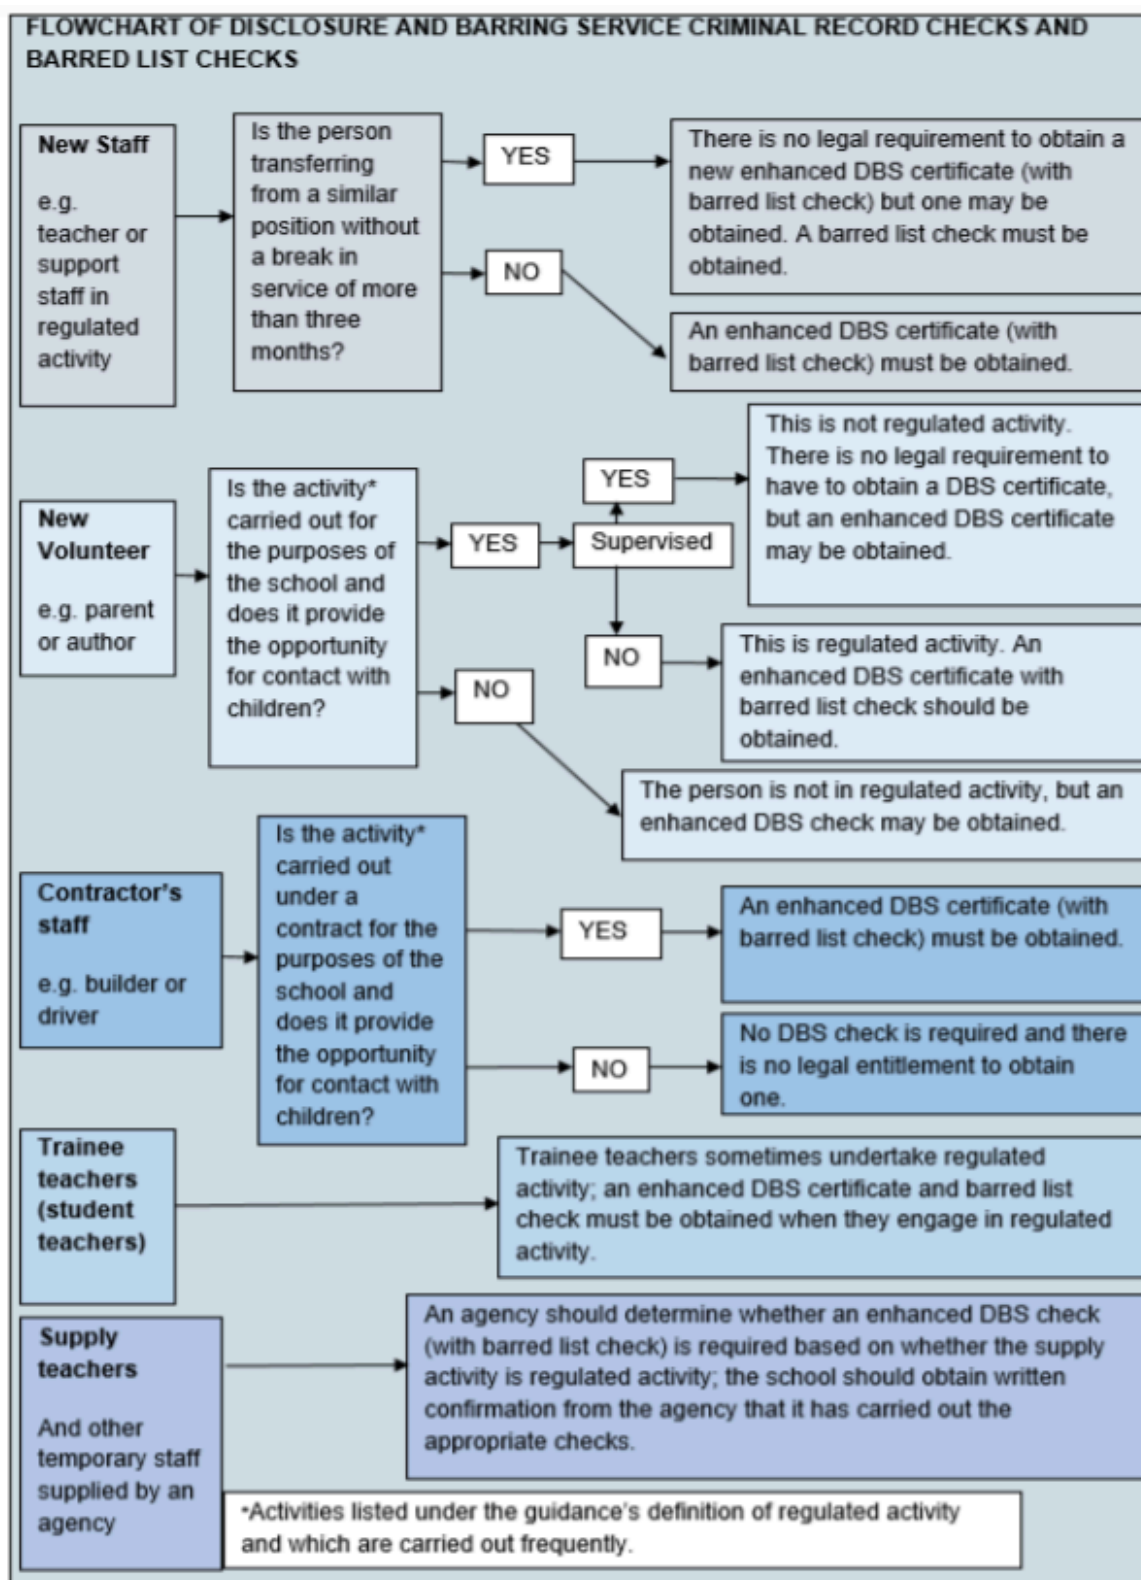 FLOWCHART OF DISCLOSURE AND BARRING SERVICE CRIMINAL RECORD CHECKS AND
BARRED LIST CHECKS
New Staff
e.g.
teacher or
support
staff in
regulated
activity
Is the person
transferring
from a similar
position without
a break in
service of more
than three
months?
YES
There is no legal requirement to obtain a
new enhanced DBS certificate (with
barred list check) but one may be
obtained. A barred list check must be
obtained.
NO
An enhanced DBS certificate (with
barred list check) must be obtained.
New
Volunteer
e.g. parent
or author
Is the activity*
carried out for
the purposes of
the school and
does it provide
the opportunity
for contact with
children?
YES
Supervised
YES
This is not regulated activity.
There is no legal requirement to
have to obtain a DBS certificate,
but an enhanced DBS certificate
may be obtained.
NO
This is regulated activity. An
enhanced DBS certificate with
barred list check should be
obtained.
NO
The person is not in regulated activity, but an
enhanced DBS check may be obtained.
Contractor's
staff
e.g. builder or
driver
Is the activity*
carried out
under a
contract for the
purposes of the
school and
does it provide
the opportunity
for contact with
children?
YES
An enhanced DBS certificate (with
barred list check) must be obtained.
NO
No DBS check is required and there
is no legal entitlement to obtain
one.
Trainee
teachers
(student
teachers)
Trainee teachers sometimes undertake regulated
activity; an enhanced DBS certificate and barred list
check must be obtained when they engage in regulated
activity.
Supply
teachers
And other
temporary staff
supplied by an
agency
An agency should determine whether an enhanced DBS check
(with barred list check) is required based on whether the supply
activity is regulated activity; the school should obtain written
confirmation from the agency that it has carried out the
appropriate checks.
*Activities listed under the guidance's definition of regulated activity
and which are carried out frequently.